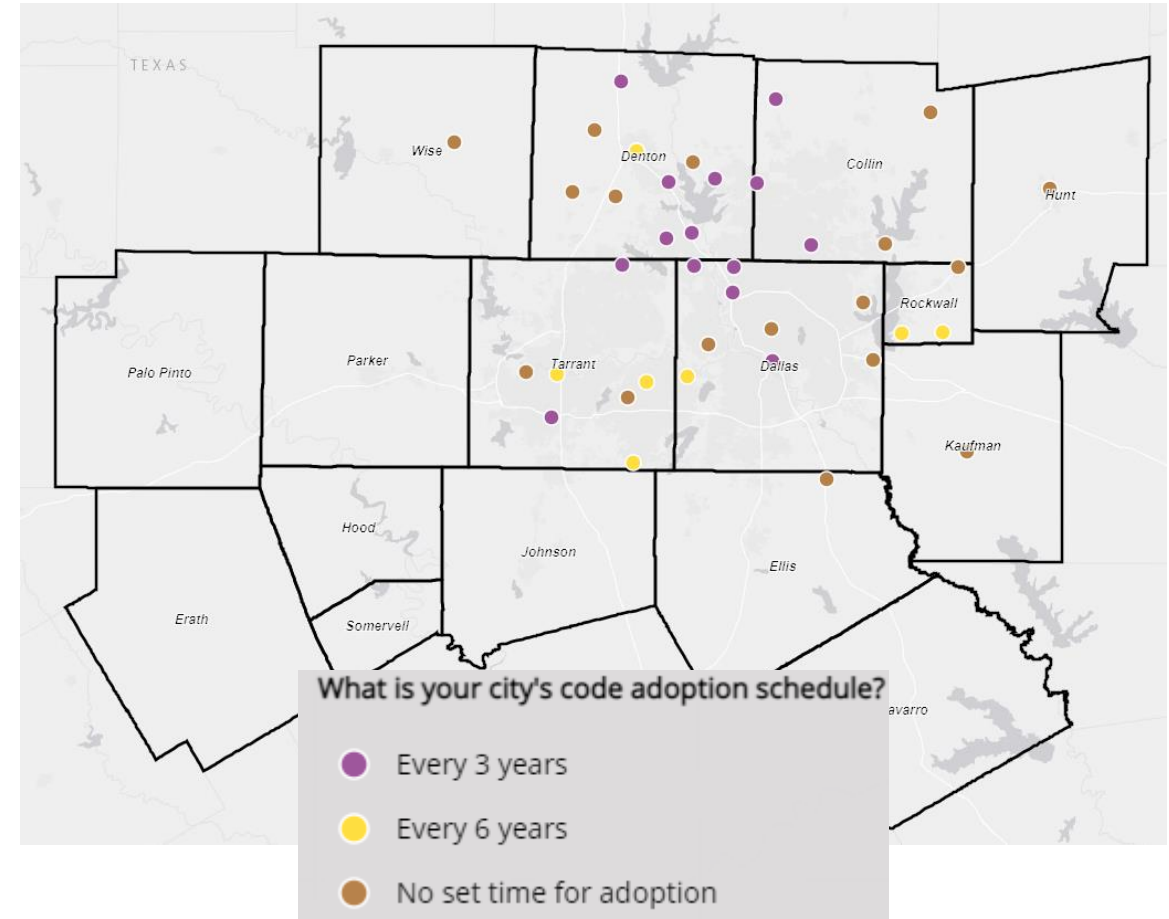 TEXAS
Wise
Denton
Collin
Hunt
Rockwall
Palo Pinto
Parker
Tarrant
Dallas
Kaufman
Hood
Johnson
Ellis
Erath
Somervell
avarro
What is your city's code adoption schedule?
Every 3 years
Every 6 years
No set time for adoption